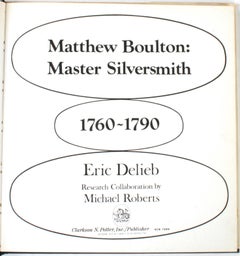 Matthew Boulton:
Master Silversmith
1760-1790
Eric Delieb
Research Collaboration by
Michael Roberts
Clarkson N. Potter, Inc./Publisher NEW YORK